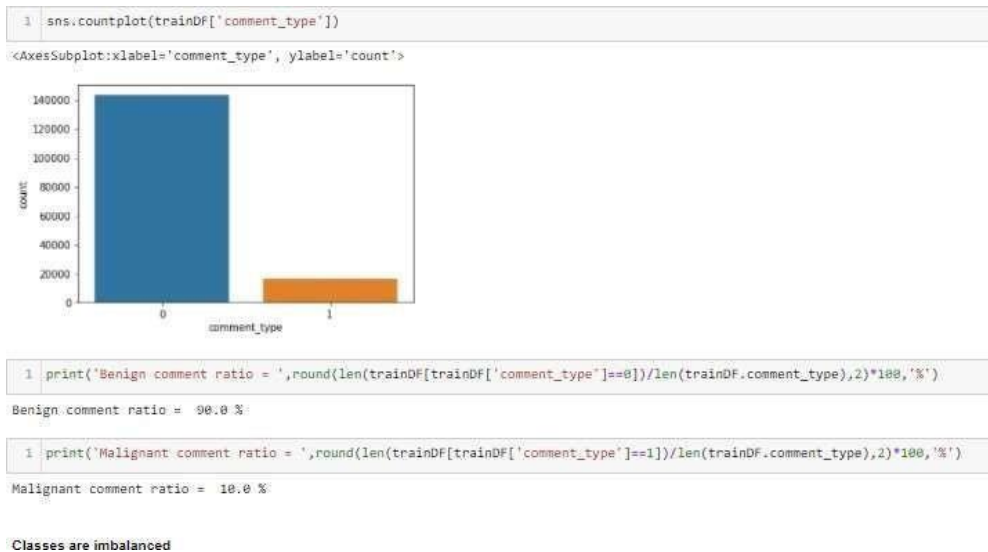 1 sns.countplot(trainDF['comment_type'])
<AxesSubplot:xlabel='comment_type', ylabel='count'>
140000
120000
100000
80000
60000
40000
20000
0
count
0 1
comment_type
1 print('Benign comment ratio = ',round(len(trainDF[trainDF['comment_type']==0])/len(trainDF.comment_type),2)*100,'%')
Benign comment ratio = 90.0 %
1 print('Malignant comment ratio = ',round(len(trainDF[trainDF['comment_type']==1])/len(trainDF.comment_type),2)*100,'%')
Malignant comment ratio = 10.0 %
Classes are imbalanced